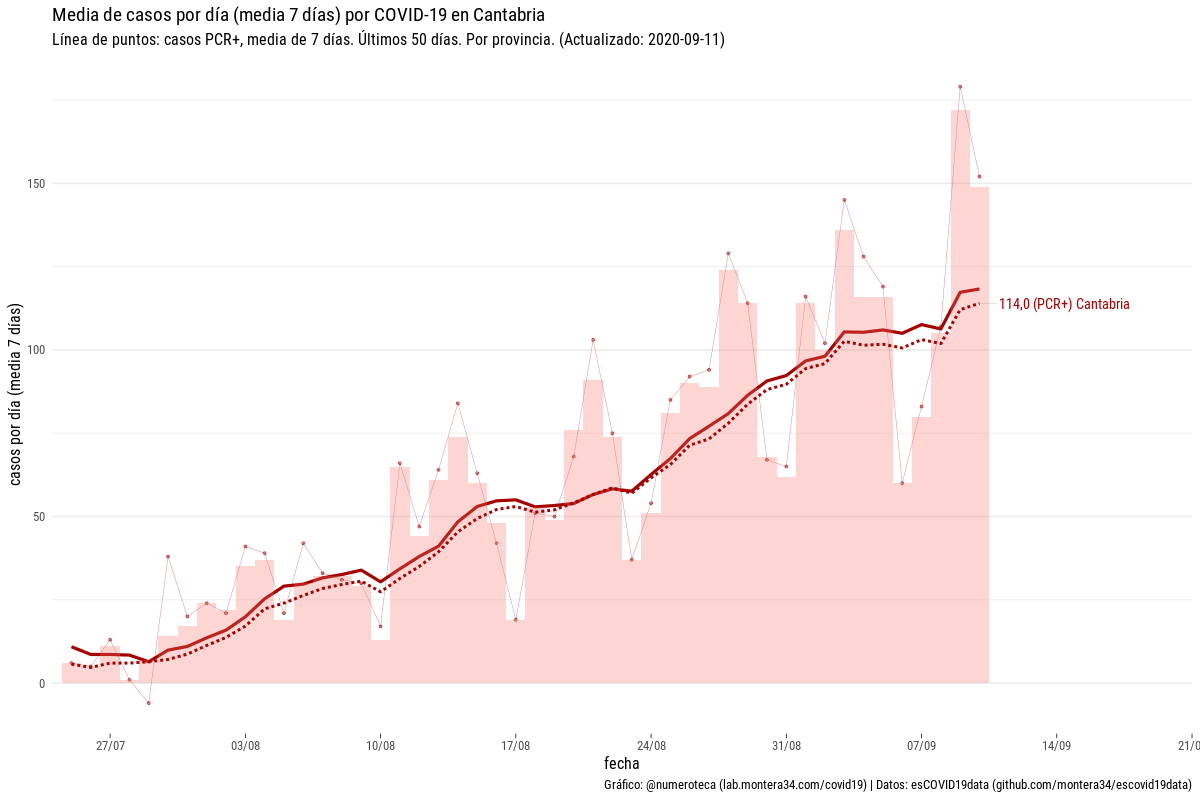 Media de casos por día (media 7 días) por COVID-19 en Cantabria
Línea de puntos: casos PCR+, media de 7 días. Últimos 50 días. Por provincia. (Actualizado: 2020-09-11)
casos por día (media 7 días)
150
100
50
0
114,0 (PCR+) Cantabria
27/07
03/08
10/08
17/08
24/08
31/08
07/09
14/09
21/0
fecha
Gráfico: @numeroteca (lab.montera34.com/covid19) | Datos: esCOVID19data (github.com/montera34/escovid19data)